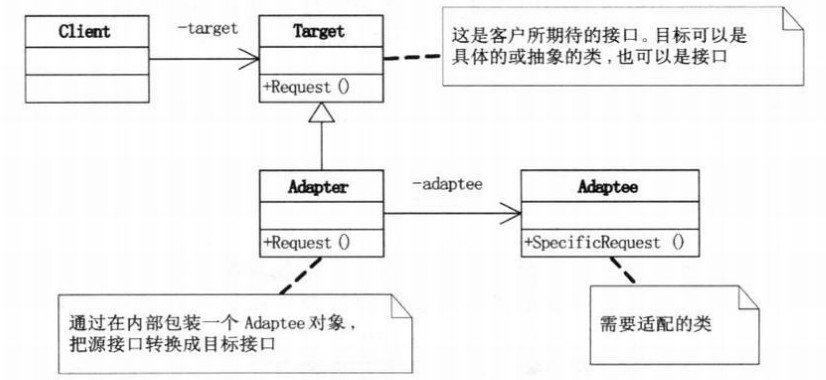 Client
-target
Target
+Request()
这是客户所期待的接口。目标可以是
具体的或抽象的类,也可以是接口
Adapter
+Request()
-adaptee
Adaptee
+SpecificRequest ()
通过在内部包装一个 Adaptee 对象,
把源接口转换成目标接口
需要适配的类